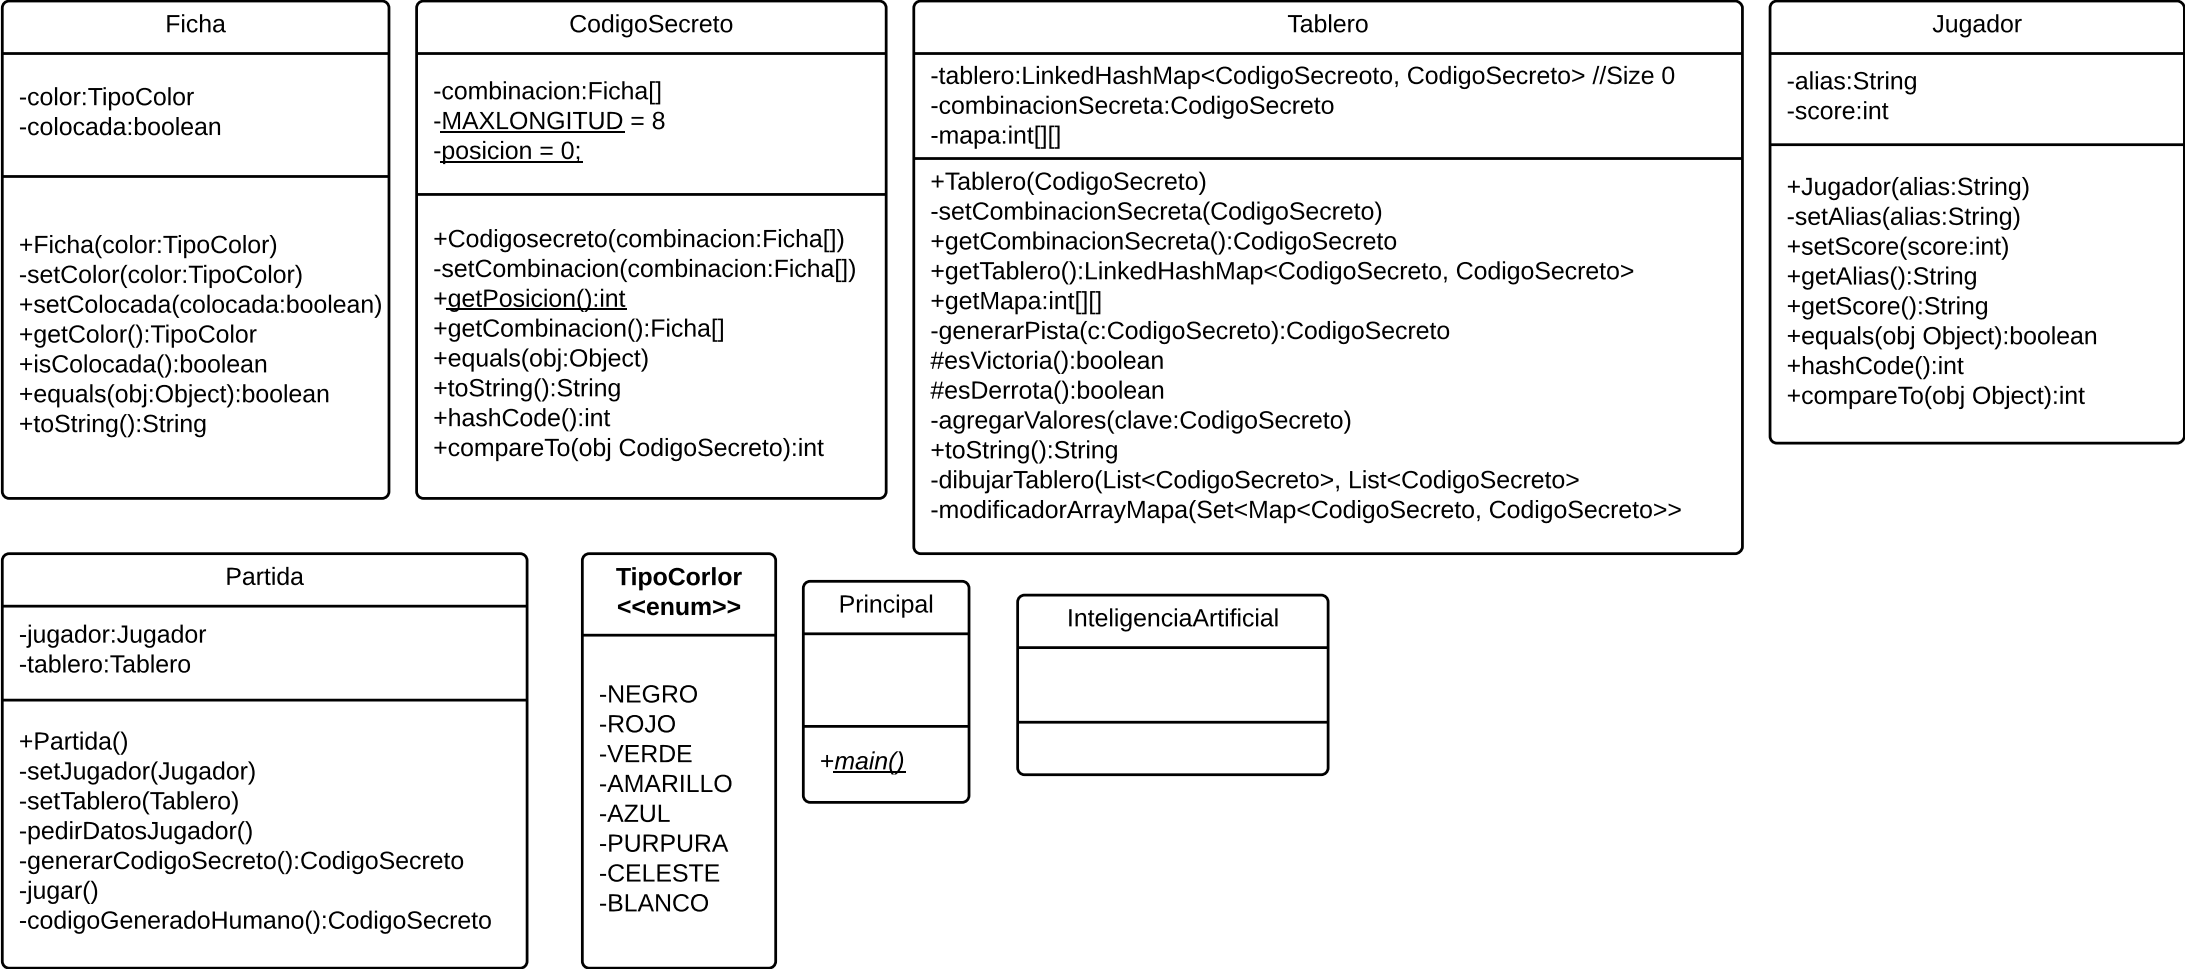 Ficha
-color:TipoColor
-colocada:boolean
+Ficha(color:TipoColor)
-setColor(color:TipoColor)
+setColocada(colocada:boolean)
+getColor():TipoColor
+isColocada():boolean
+equals(obj:Object):boolean
+toString():String
CodigoSecreto
-combinacion:Ficha[]
-MAXLONGITUD = 8
-posicion = 0;
+Codigosecreto(combinacion:Ficha[])
-setCombinacion(combinacion:Ficha[])
+getPosicion():int
+getCombinacion():Ficha[]
+equals(obj:Object)
+toString():String
+hashCode():int
+compareTo(obj CodigoSecreto):int
Tablero
-tablero:LinkedHashMap<CodigoSecreoto, CodigoSecreto> //Size 0
-combinacionSecreta:CodigoSecreto
-mapa:int[][]
+Tablero(CodigoSecreto)
-setCombinacionSecreta(CodigoSecreto)
+getCombinacionSecreta():CodigoSecreto
+getTablero():LinkedHashMap<CodigoSecreto, CodigoSecreto>
+getMapa:int[][]
-generarPista(c:CodigoSecreto):CodigoSecreto
#esVictoria():boolean
#esDerrota():boolean
-agregarValores(clave:CodigoSecreto)
+toString():String
-dibujarTablero(List<CodigoSecreto>, List<CodigoSecreto>
-modificadorArrayMapa(Set<Map<CodigoSecreto, CodigoSecreto>>
Jugador
-alias:String
-score:int
+Jugador(alias:String)
-setAlias(alias:String)
+setScore(score:int)
+getAlias():String
+getScore():String
+equals(obj Object):boolean
+hashCode():int
+compareTo(obj Object):int
Partida
-jugador:Jugador
-tablero:Tablero
+Partida()
-setJugador(Jugador)
-setTablero(Tablero)
-pedirDatosJugador()
-generarCodigoSecreto():CodigoSecreto
-jugar()
-codigoGeneradoHumano():CodigoSecreto
TipoCorlor
<<enum>>
-NEGRO
-ROJO
-VERDE
-AMARILLO
-AZUL
-PURPURA
-CELESTE
-BLANCO
Principal
+main()
InteligenciaArtificial